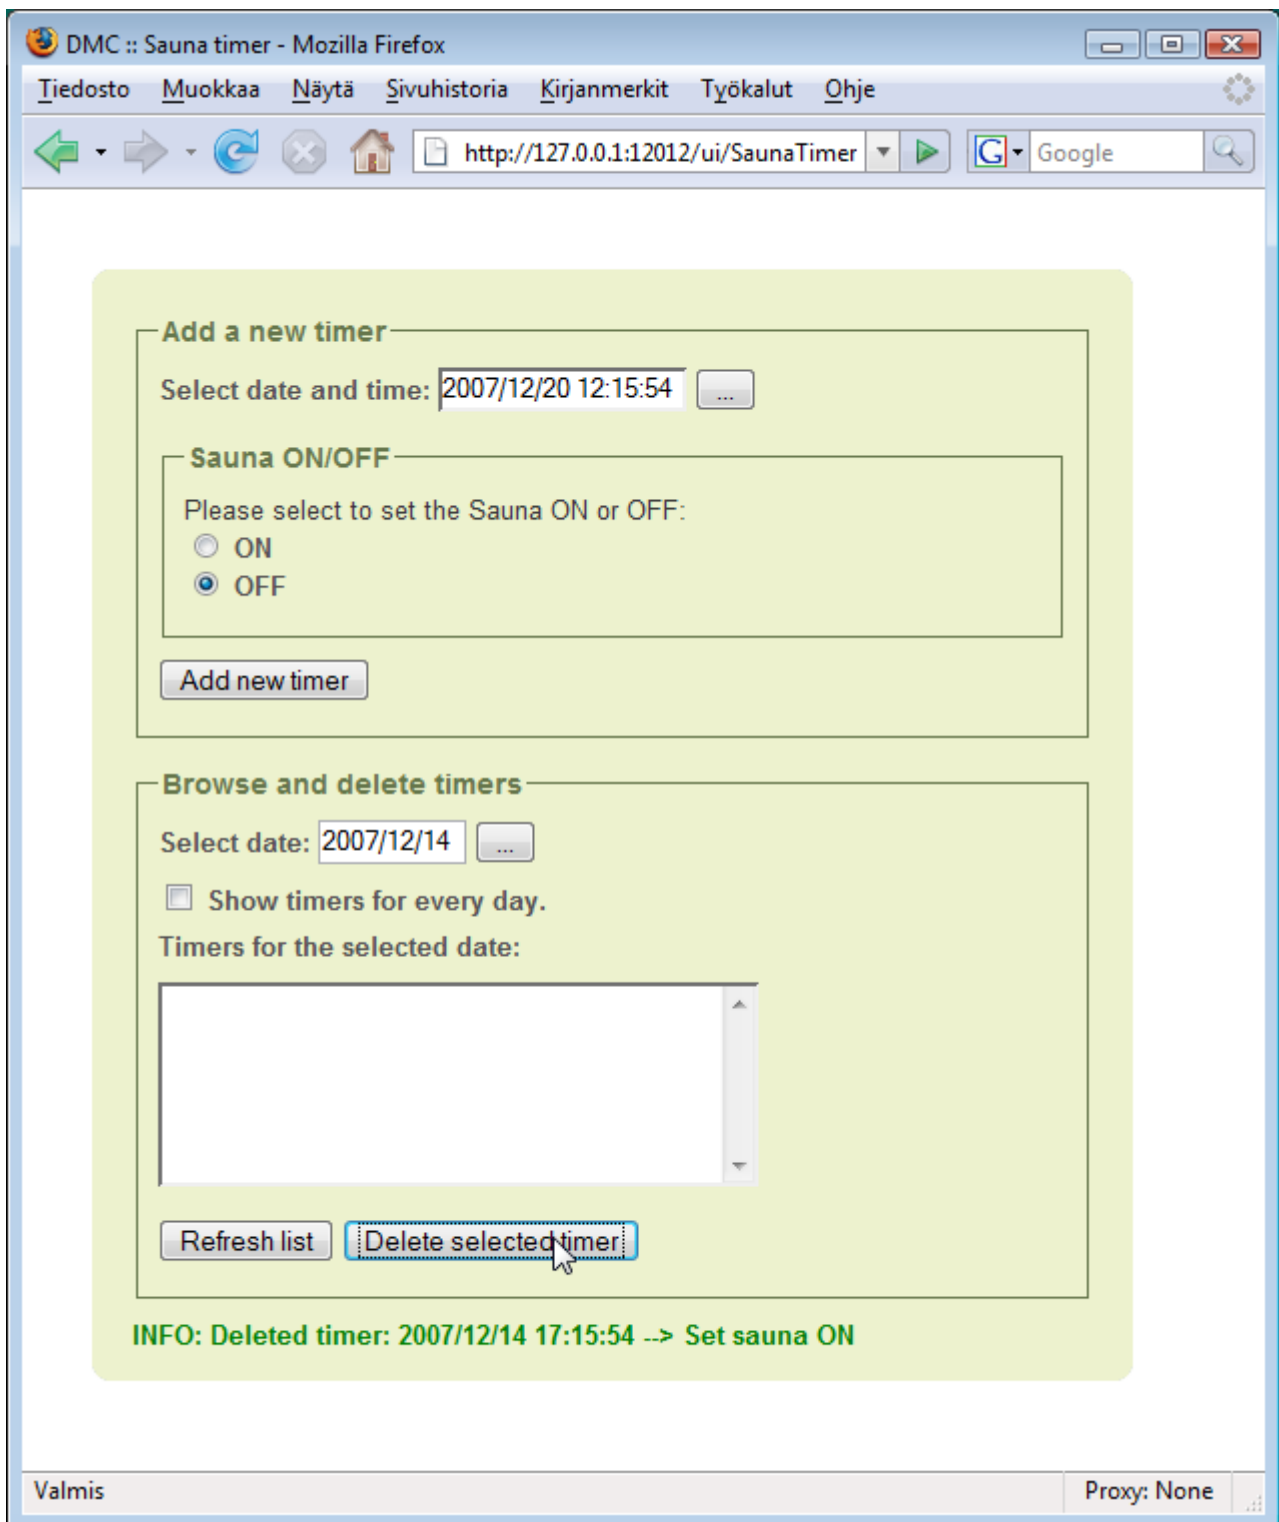 DMC :: Sauna timer - Mozilla Firefox
Tiedosto Muokkaa Näytä Sivuhistoria Kirjanmerkit Työkalut Ohje
http://127.0.0.1:12012/ui/SaunaTimer G Google
Add a new timer
Select date and time: 2007/12/20 12:15:54 ...
Sauna ON/OFF
Please select to set the Sauna ON or OFF:
ON
OFF
Add new timer
Browse and delete timers
Select date: 2007/12/14 ...
Show timers for every day.
Timers for the selected date:
Refresh list Delete selected timer
INFO: Deleted timer: 2007/12/14 17:15:54 --> Set sauna ON
Valmis Proxy: None